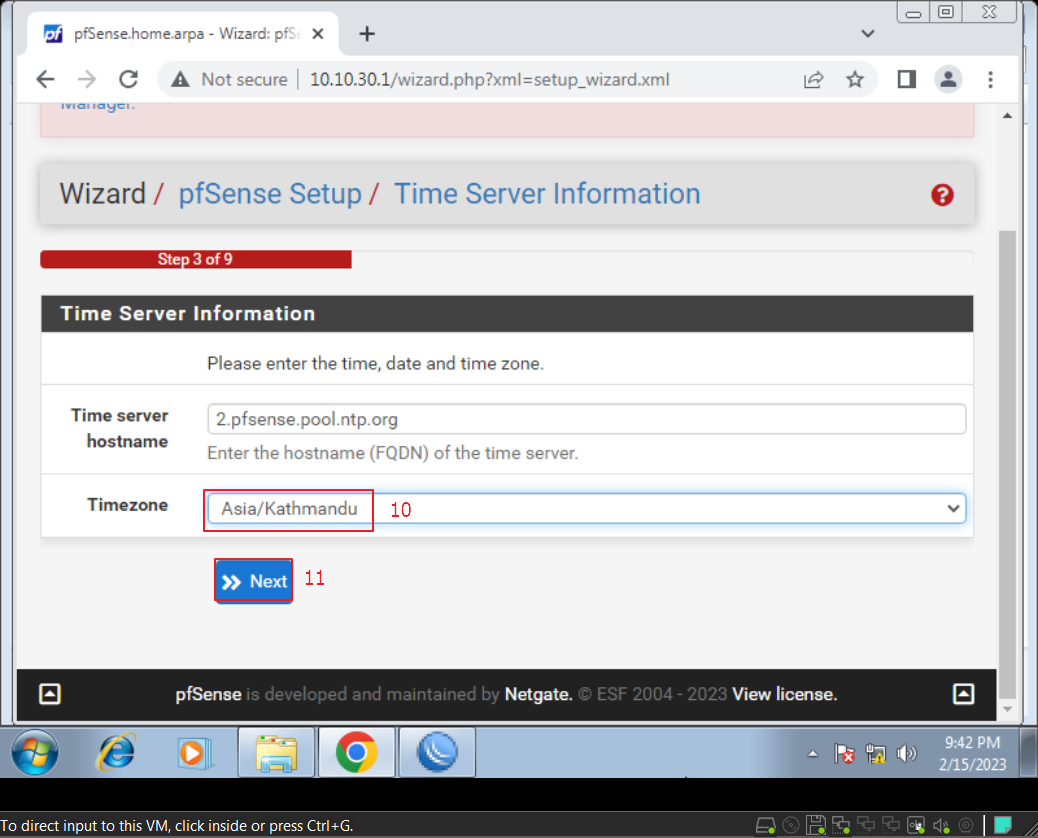 pfSense.home.arpa - Wizard: pfS
Not secure
10.10.30.1/wizard.php?xml=setup_wizard.xml
Manager.
Wizard / pfSense Setup / Time Server Information
Step 3 of 9
Time Server Information
Please enter the time, date and time zone.
Time server hostname
2.pfsense.pool.ntp.org
Enter the hostname (FQDN) of the time server.
Timezone
Asia/Kathmandu
10
Next
11
pfSense is developed and maintained by Netgate. © ESF 2004 - 2023 View license.
9:42 PM
2/15/2023
To direct input to this VM, click inside or press Ctrl+G.